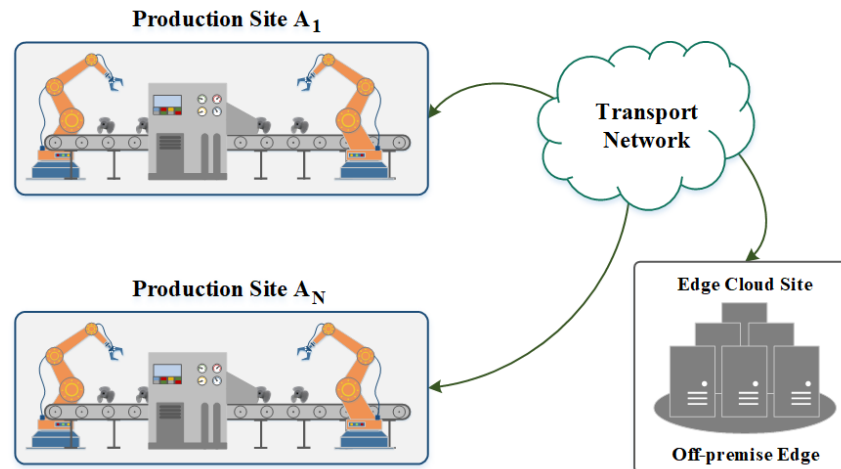 Production Site A1
Transport
Network
Edge Cloud Site
Production Site AN
Off-premise Edge